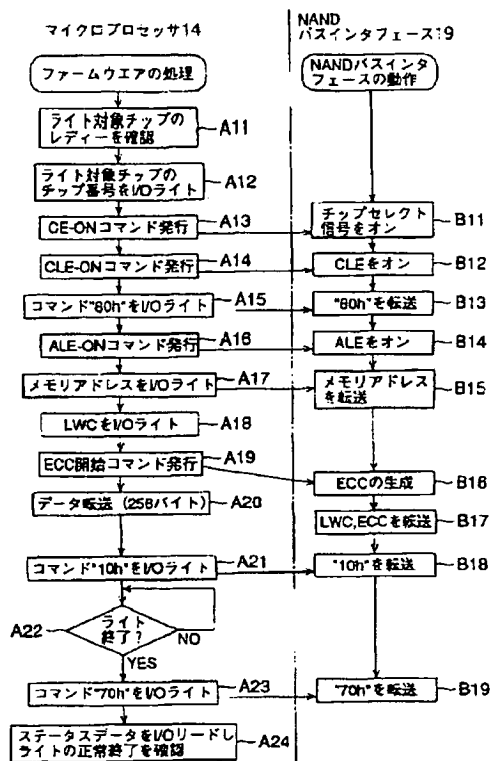 マイクロプロセッサ14
ファームウエアの処理
ライト対象チップの
レディーを確認
A11
ライト対象チップの
チップ番号をI/Oライト
A12
CE-ONコマンド発行
A13
CLE-ONコマンド発行
A14
コマンド"80h"をI/Oライト
A15
ALE-ONコマンド発行
A16
メモリアドレスをI/Oライト
A17
LWCをI/Oライト
A18
ECC開始コマンド発行
A19
データ転送(256バイト)
A20
コマンド"10h"をI/Oライト
A21
A22
ライト
終了?
NO
YES
コマンド"70h"をI/Oライト
A23
ステータスデータをI/Oリードし
ライトの正常終了を確認
A24
NAND
バスインタフェース19
NANDバスインタ
フェースの動作
チップセレクト
信号をオン
B11
CLEをオン
B12
"80h"を転送
B13
ALEをオン
B14
メモリアドレス
を転送
B15
ECCの生成
B16
LWC,ECCを転送
B17
"10h"を転送
B18
"70h"を転送
B19